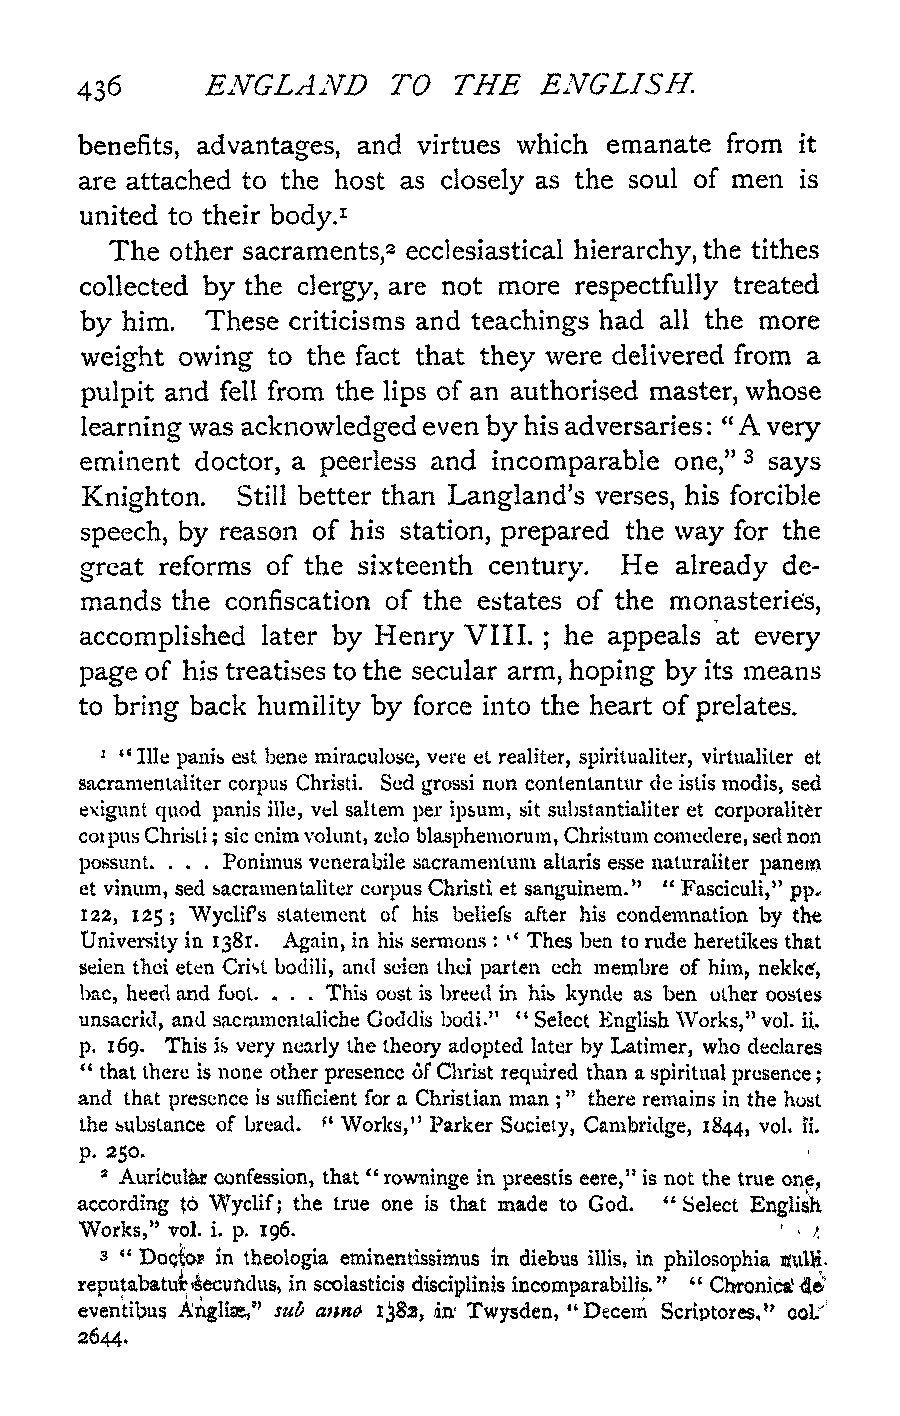 436 ENGLAND TO THE ENGLISH.
benefits, advantages, and virtues which emanate from it
are attached to the host as closely as the soul of men is
united to their body.¹
The other sacraments,² ecclesiastical hierarchy, the tithes
collected by the clergy, are not more respectfully treated
by him. These criticisms and teachings had all the more
weight owing to the fact that they were delivered from a
pulpit and fell from the lips of an authorised master, whose
learning was acknowledged even by his adversaries: “A very
eminent doctor, a peerless and incomparable one,” ³ says
Knighton. Still better than Langland's verses, his forcible
speech, by reason of his station, prepared the way for the
great reforms of the sixteenth century. He already de-
mands the confiscation of the estates of the monasteries,
accomplished later by Henry VIII. ; he appeals at every
page of his treatises to the secular arm, hoping by its means
to bring back humility by force into the heart of prelates.
¹ “Ille panis est bene miraculose, vere et realiter, spiritualiter, virtualiter et
sacramentaliter corpus Christi. Sed grossi non contentantur de istis modis, sed
exigunt quod panis ille, vel saltem per ipsum, sit substantialiter et corporaliter
corpus Christi ; sic enim volunt, zelo blasphemorum, Christum comedere, sed non
possunt. . . . Ponimus venerabile sacramentum altaris esse naturaliter panem
et vinum, sed sacramentaliter corpus Christi et sanguinem.” “Fasciculi,” pp.
122, 125 ; Wyclif's statement of his beliefs after his condemnation by the
University in 1381. Again, in his sermons : “Thes ben to rude heretikes that
seien thei eten Crist bodili, and seien thei parten ech membre of him, nekke,
bac, heed and foot. . . . This oost is breed in his kynde as ben other oostes
unsacrid, and sacramentaliche Goddis bodi.” “Select English Works,” vol. ii.
p. 169. This is very nearly the theory adopted later by Latimer, who declares
“that there is none other presence of Christ required than a spiritual presence ;
and that presence is sufficient for a Christian man ;” there remains in the host
the substance of bread. “Works,” Parker Society, Cambridge, 1844, vol. ii.
p. 250.
² Auricular confession, that “rowninge in preestis eere,” is not the true one,
according to Wyclif; the true one is that made to God. “Select English
Works,” vol. i. p. 196.
³ “Doctor in theologia eminentissimus in diebus illis, in philosophia nulli
reputabatur secundus, in scolasticis disciplinis incomparabilis.” “Chronica de
eventibus Angliæ,” sub anno 1382, in Twysden, “Decem Scriptores,” col.
2644.